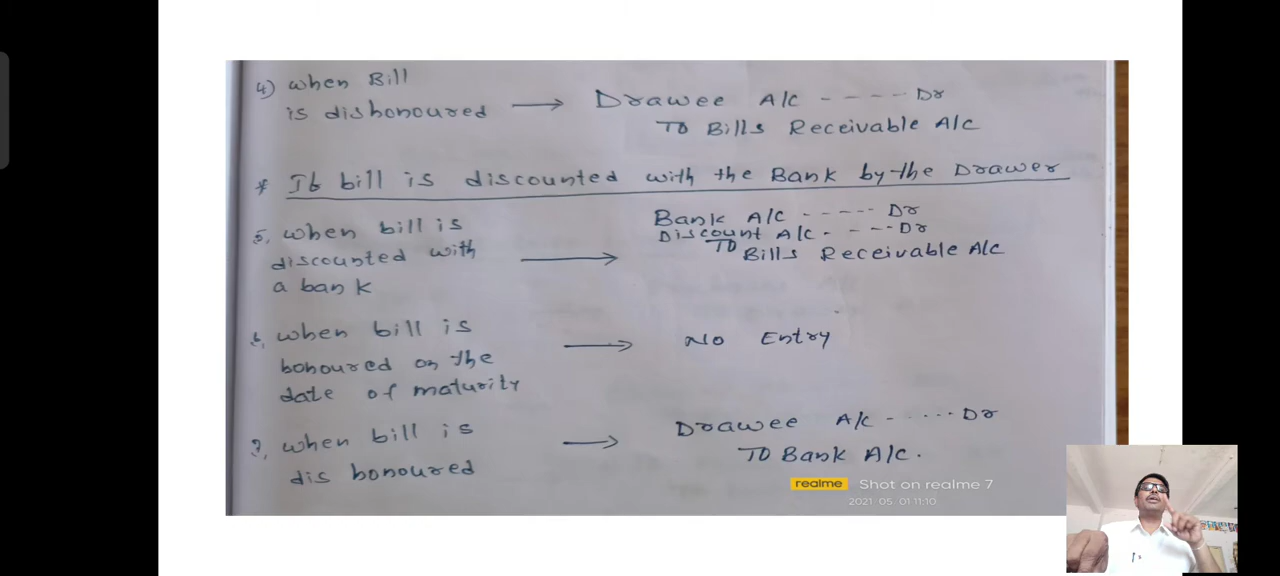 4) when Bill
is dishonoured → Drawee A/c ---- Dr
To Bills Receivable A/c
* If bill is discounted with the Bank by the Drawer
5, when bill is
discounted with
a bank →
Bank A/c ----- Dr
Discount A/c - ---Dr
To
Bills Receivable A/c
6, when bill is
honoured on the
date of maturity → No Entry
7, when bill is
dis honoured → Drawee A/c ------ Dr
To Bank A/c.
realme Shot on realme 7
2021/05/01 11:10